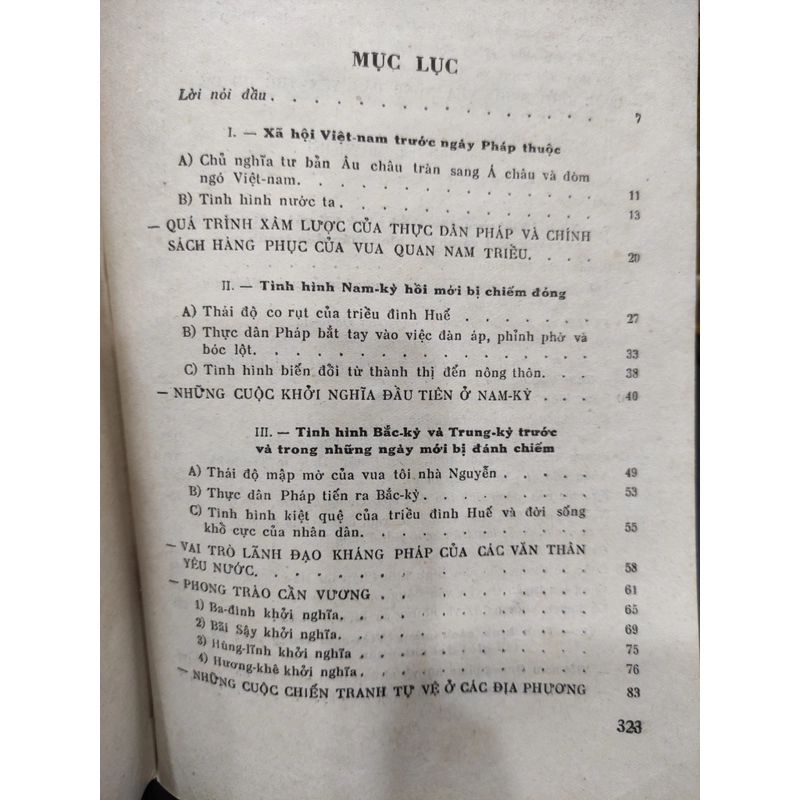 MỤC LỤC
Lời nói đầu. . . . . . . . . . . . . . . 7
I. — Xã hội Việt-nam trước ngày Pháp thuộc
A) Chủ nghĩa tư bản Âu châu tràn sang Á châu và dòm
ngó Việt-nam. . . . . . . . . . . . . . 11
B) Tình hình nước ta . . . . . . . . . . . . 13
— QUÁ TRÌNH XÂM LƯỢC CỦA THỰC DÂN PHÁP VÀ CHÍNH
SÁCH HÀNG PHỤC CỦA VUA QUAN NAM TRIỀU. . . . 20
II. — Tình hình Nam-kỳ hồi mới bị chiếm đóng
A) Thái độ co rụt của triều đình Huế . . . . . . . 27
B) Thực dân Pháp bắt tay vào việc đàn áp, phỉnh phờ và
bóc lột. . . . . . . . . . . . . . . . 33
C) Tình hình biến đổi từ thành thị đến nông thôn. . . . 38
— NHỮNG CUỘC KHỞI NGHĨA ĐẦU TIÊN Ở NAM-KỲ . . . 40
III. — Tình hình Bắc-kỳ và Trung-kỳ trước
và trong những ngày mới bị đánh chiếm
A) Thái độ mập mờ của vua tôi nhà Nguyễn . . . . . 49
B) Thực dân Pháp tiến ra Bắc-kỳ. . . . . . . . . 53
C) Tình hình kiệt quệ của triều đình Huế và đời sống
khổ cực của nhân dân. . . . . . . . . . . 55
— VAI TRÒ LÃNH ĐẠO KHÁNG PHÁP CỦA CÁC VĂN THÂN
YÊU NƯỚC. . . . . . . . . . . . . . . 58
— PHONG TRÀO CẦN VƯƠNG . . . . . . . . . . 61
1) Ba-đình khởi nghĩa. . . . . . . . . . . . 65
2) Bãi Sậy khởi nghĩa. . . . . . . . . . . . 69
3) Hùng-lĩnh khởi nghĩa . . . . . . . . . . . 75
4) Hương-khê khởi nghĩa. . . . . . . . . . . 76
— NHỮNG CUỘC CHIẾN TRANH TỰ VỆ Ở CÁC ĐỊA PHƯƠNG 83
323